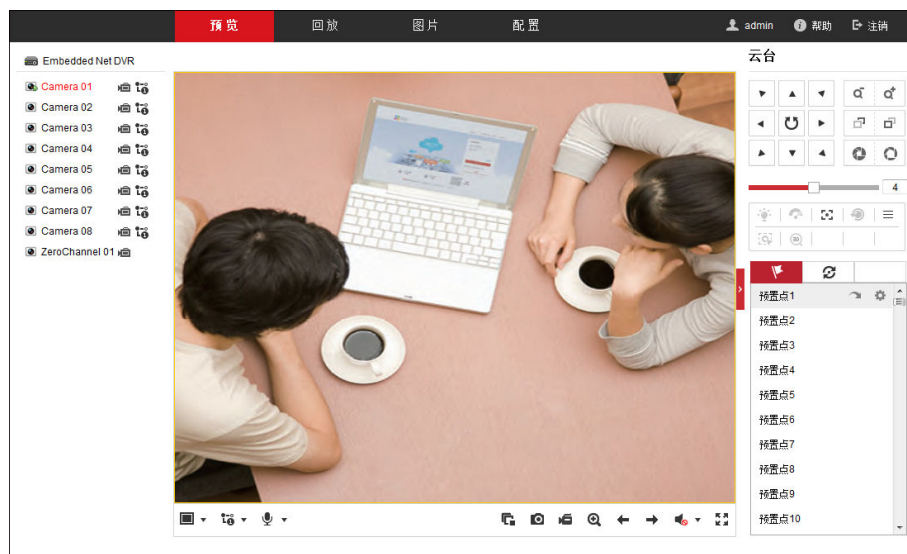 预览 回放 图片 配置 admin 帮助 注销
Embedded Net DVR
Camera 01
Camera 02
Camera 03
Camera 04
Camera 05
Camera 06
Camera 07
Camera 08
ZeroChannel 01
云台
4
预置点1
预置点2
预置点3
预置点4
预置点5
预置点6
预置点7
预置点8
预置点9
预置点10